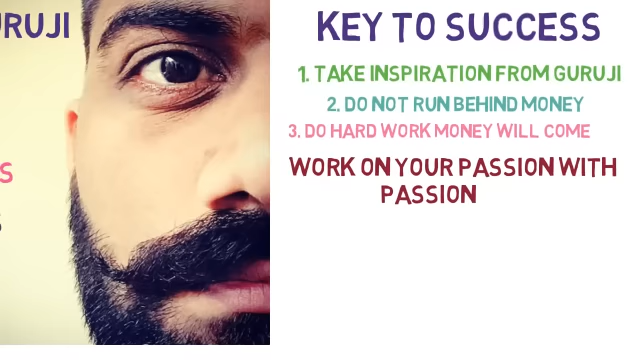 URUJI
S
KEY TO SUCCESS
1. TAKE INSPIRATION FROM GURUJI
2. DO NOT RUN BEHIND MONEY
3. DO HARD WORK MONEY WILL COME
WORK ON YOUR PASSION WITH
PASSION